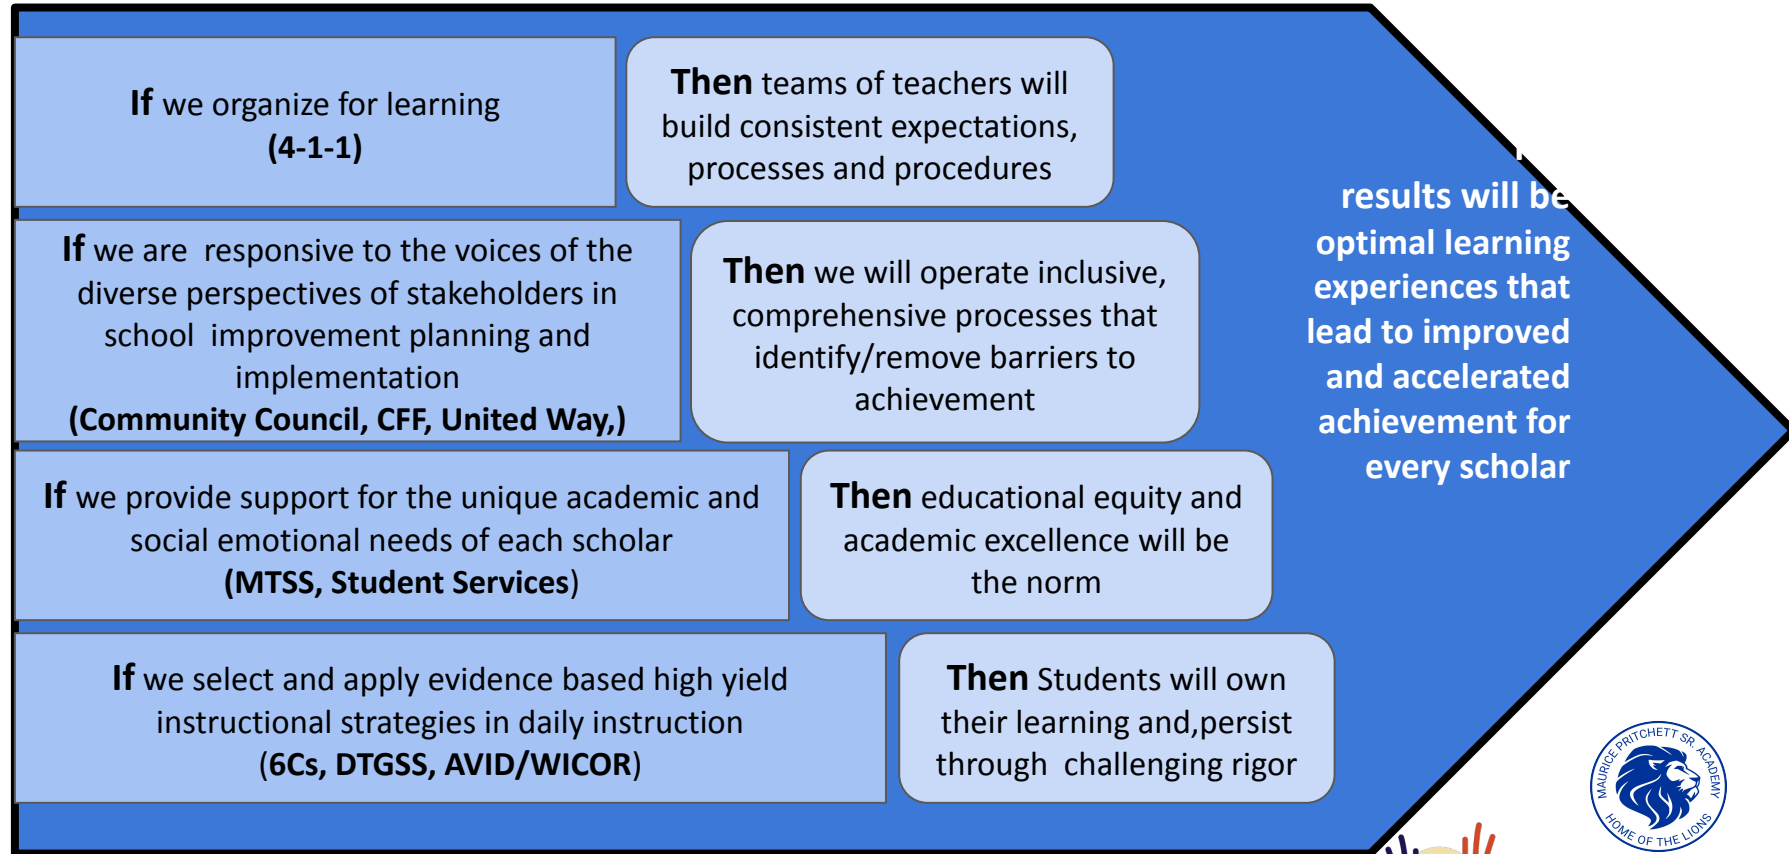 If we organize for learning
(4-1-1)
Then teams of teachers will
build consistent expectations,
processes and procedures
If we are  responsive to the voices of the
diverse perspectives of stakeholders in
school  improvement planning and
implementation
(Community Council, CFF, United Way,)
Then we will operate inclusive,
comprehensive processes that
identify/remove barriers to
achievement
If we provide support for the unique academic and
social emotional needs of each scholar
(MTSS, Student Services)
Then educational equity and
academic excellence will be
the norm
If we select and apply evidence based high yield
instructional strategies in daily instruction
(6Cs, DTGSS, AVID/WICOR)
Then Students will own
their learning and,persist
through  challenging rigor
results will be
optimal learning
experiences that
lead to improved
and accelerated
achievement for
every scholar
MAURICE PRITCHETT SR. ACADEMY
HOME OF THE LIONS